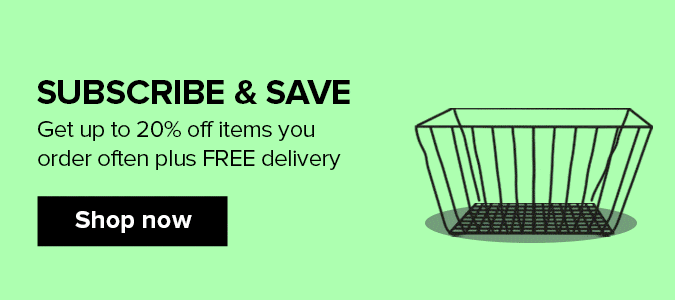 SUBSCRIBE & SAVE
Get up to 20% off items you
order often plus FREE delivery
Shop now